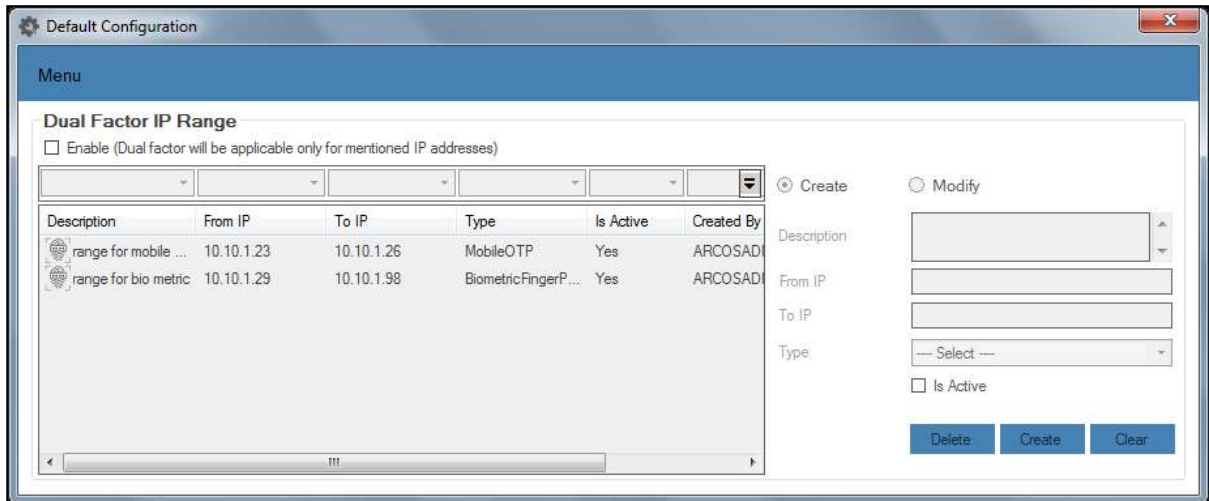 Default Configuration
Menu
Dual Factor IP Range
Enable (Dual factor will be applicable only for mentioned IP addresses)
Create Modify
Description From IP To IP Type Is Active Created By
range for mobile ... 10.10.1.23 10.10.1.26 MobileOTP Yes ARCOSADI
range for bio metric 10.10.1.29 10.10.1.98 BiometricFingerP... Yes ARCOSADI
Description
From IP
To IP
Type --- Select ---
Is Active
Delete Create Clear